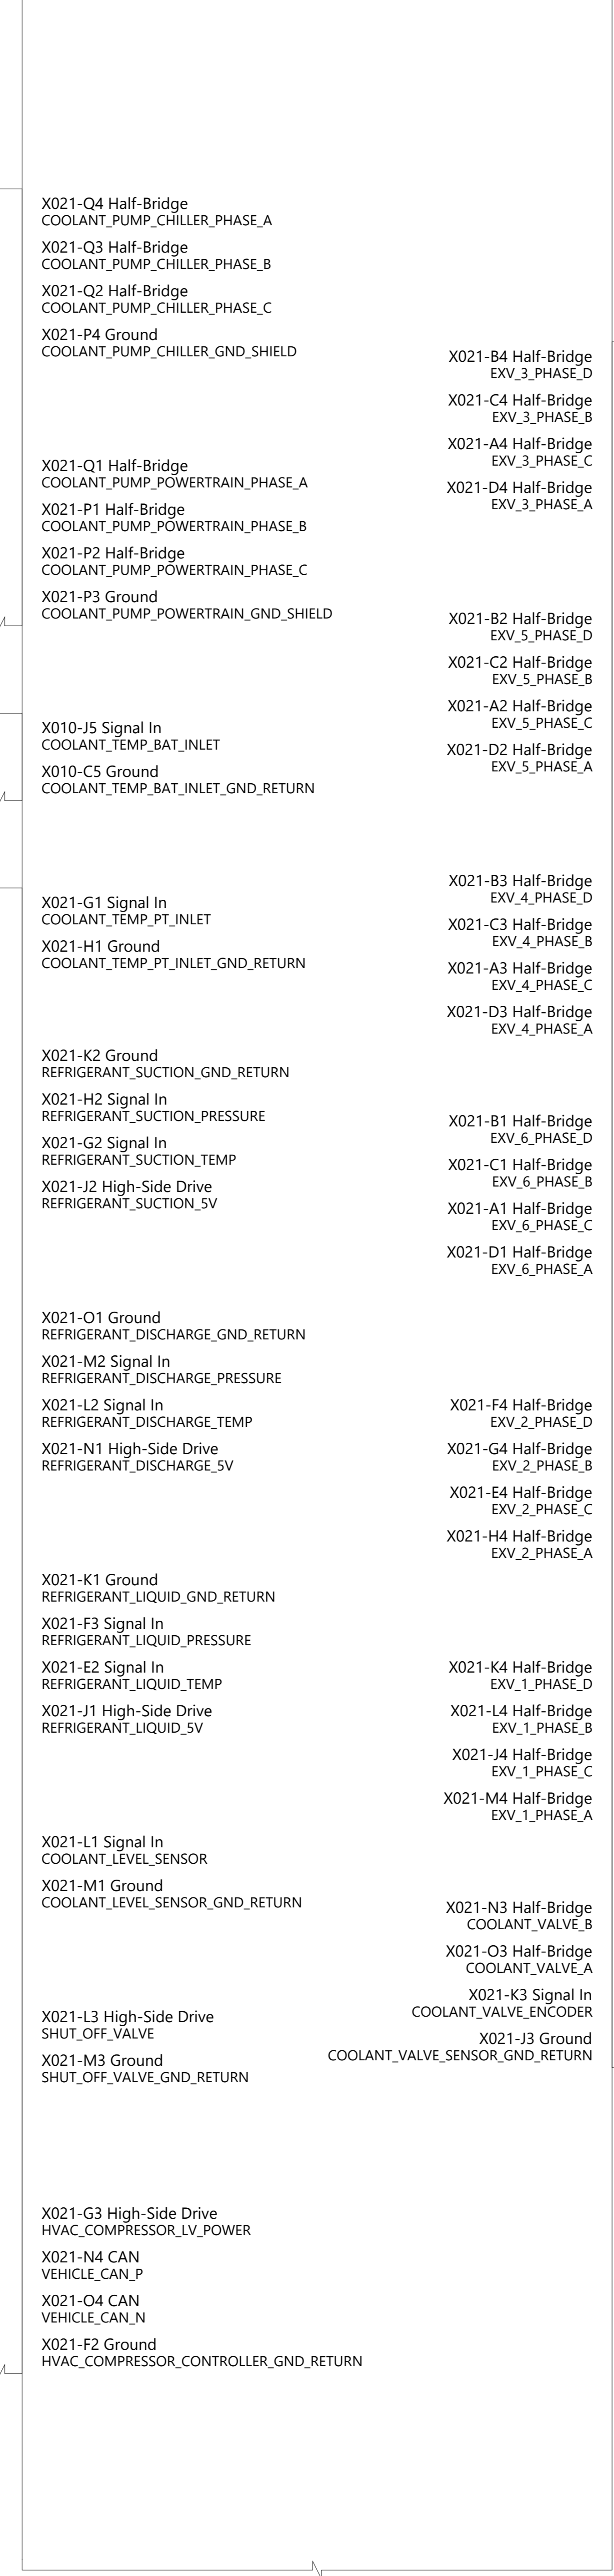 X021-Q4 Half-Bridge
COOLANT_PUMP_CHILLER_PHASE_A
X021-Q3 Half-Bridge
COOLANT_PUMP_CHILLER_PHASE_B
X021-Q2 Half-Bridge
COOLANT_PUMP_CHILLER_PHASE_C
X021-P4 Ground
COOLANT_PUMP_CHILLER_GND_SHIELD
X021-Q1 Half-Bridge
COOLANT_PUMP_POWERTRAIN_PHASE_A
X021-P1 Half-Bridge
COOLANT_PUMP_POWERTRAIN_PHASE_B
X021-P2 Half-Bridge
COOLANT_PUMP_POWERTRAIN_PHASE_C
X021-P3 Ground
COOLANT_PUMP_POWERTRAIN_GND_SHIELD
X010-J5 Signal In
COOLANT_TEMP_BAT_INLET
X010-C5 Ground
COOLANT_TEMP_BAT_INLET_GND_RETURN
X021-G1 Signal In
COOLANT_TEMP_PT_INLET
X021-H1 Ground
COOLANT_TEMP_PT_INLET_GND_RETURN
X021-K2 Ground
REFRIGERANT_SUCTION_GND_RETURN
X021-H2 Signal In
REFRIGERANT_SUCTION_PRESSURE
X021-G2 Signal In
REFRIGERANT_SUCTION_TEMP
X021-J2 High-Side Drive
REFRIGERANT_SUCTION_5V
X021-O1 Ground
REFRIGERANT_DISCHARGE_GND_RETURN
X021-M2 Signal In
REFRIGERANT_DISCHARGE_PRESSURE
X021-L2 Signal In
REFRIGERANT_DISCHARGE_TEMP
X021-N1 High-Side Drive
REFRIGERANT_DISCHARGE_5V
X021-K1 Ground
REFRIGERANT_LIQUID_GND_RETURN
X021-F3 Signal In
REFRIGERANT_LIQUID_PRESSURE
X021-E2 Signal In
REFRIGERANT_LIQUID_TEMP
X021-J1 High-Side Drive
REFRIGERANT_LIQUID_5V
X021-L1 Signal In
COOLANT_LEVEL_SENSOR
X021-M1 Ground
COOLANT_LEVEL_SENSOR_GND_RETURN
X021-L3 High-Side Drive
SHUT_OFF_VALVE
X021-M3 Ground
SHUT_OFF_VALVE_GND_RETURN
X021-G3 High-Side Drive
HVAC_COMPRESSOR_LV_POWER
X021-N4 CAN
VEHICLE_CAN_P
X021-O4 CAN
VEHICLE_CAN_N
X021-F2 Ground
HVAC_COMPRESSOR_CONTROLLER_GND_RETURN
X021-B4 Half-Bridge
EXV_3_PHASE_D
X021-C4 Half-Bridge
EXV_3_PHASE_B
X021-A4 Half-Bridge
EXV_3_PHASE_C
X021-D4 Half-Bridge
EXV_3_PHASE_A
X021-B2 Half-Bridge
EXV_5_PHASE_D
X021-C2 Half-Bridge
EXV_5_PHASE_B
X021-A2 Half-Bridge
EXV_5_PHASE_C
X021-D2 Half-Bridge
EXV_5_PHASE_A
X021-B3 Half-Bridge
EXV_4_PHASE_D
X021-C3 Half-Bridge
EXV_4_PHASE_B
X021-A3 Half-Bridge
EXV_4_PHASE_C
X021-D3 Half-Bridge
EXV_4_PHASE_A
X021-B1 Half-Bridge
EXV_6_PHASE_D
X021-C1 Half-Bridge
EXV_6_PHASE_B
X021-A1 Half-Bridge
EXV_6_PHASE_C
X021-D1 Half-Bridge
EXV_6_PHASE_A
X021-F4 Half-Bridge
EXV_2_PHASE_D
X021-G4 Half-Bridge
EXV_2_PHASE_B
X021-E4 Half-Bridge
EXV_2_PHASE_C
X021-H4 Half-Bridge
EXV_2_PHASE_A
X021-K4 Half-Bridge
EXV_1_PHASE_D
X021-L4 Half-Bridge
EXV_1_PHASE_B
X021-J4 Half-Bridge
EXV_1_PHASE_C
X021-M4 Half-Bridge
EXV_1_PHASE_A
X021-N3 Half-Bridge
COOLANT_VALVE_B
X021-O3 Half-Bridge
COOLANT_VALVE_A
X021-K3 Signal In
COOLANT_VALVE_ENCODER
X021-J3 Ground
COOLANT_VALVE_SENSOR_GND_RETURN